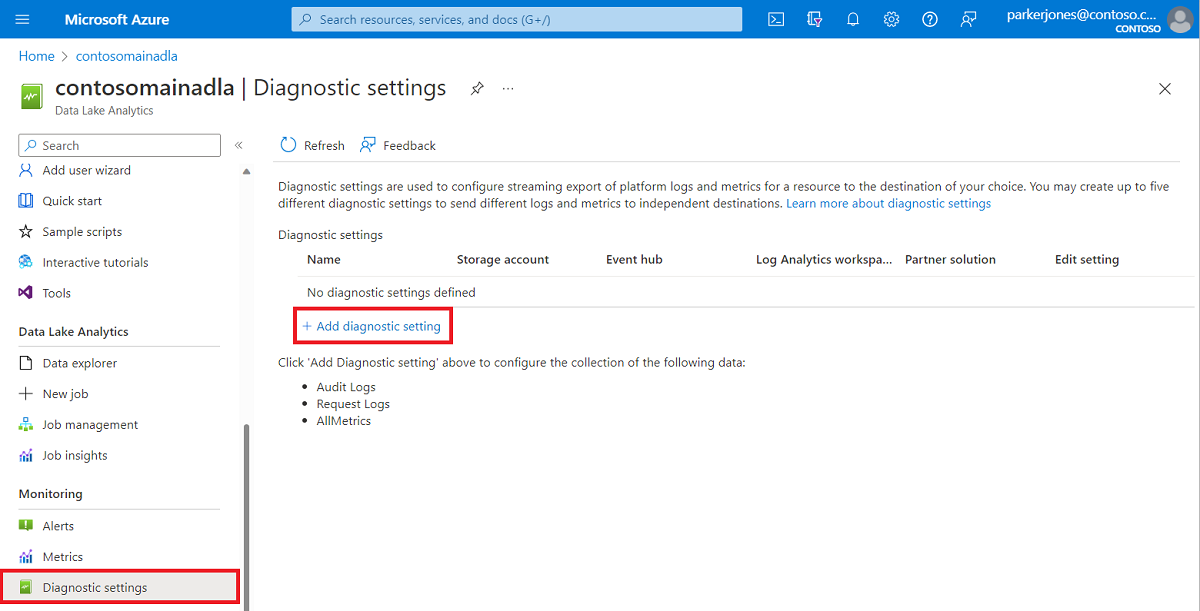 Microsoft Azure
Search resources, services, and docs (G+/)
parkerjones@contoso.c...
CONTOSO
Home > contosomainadla
contosomainadla | Diagnostic settings
Data Lake Analytics
Search
Add user wizard
Quick start
Sample scripts
Interactive tutorials
Tools
Data Lake Analytics
Data explorer
New job
Job management
Job insights
Monitoring
Alerts
Metrics
Diagnostic settings
Refresh
Feedback
Diagnostic settings are used to configure streaming export of platform logs and metrics for a resource to the destination of your choice. You may create up to five
different diagnostic settings to send different logs and metrics to independent destinations. Learn more about diagnostic settings
Diagnostic settings
Name Storage account Event hub Log Analytics workspa... Partner solution Edit setting
No diagnostic settings defined
+ Add diagnostic setting
Click 'Add Diagnostic setting' above to configure the collection of the following data:
• Audit Logs
• Request Logs
• AllMetrics